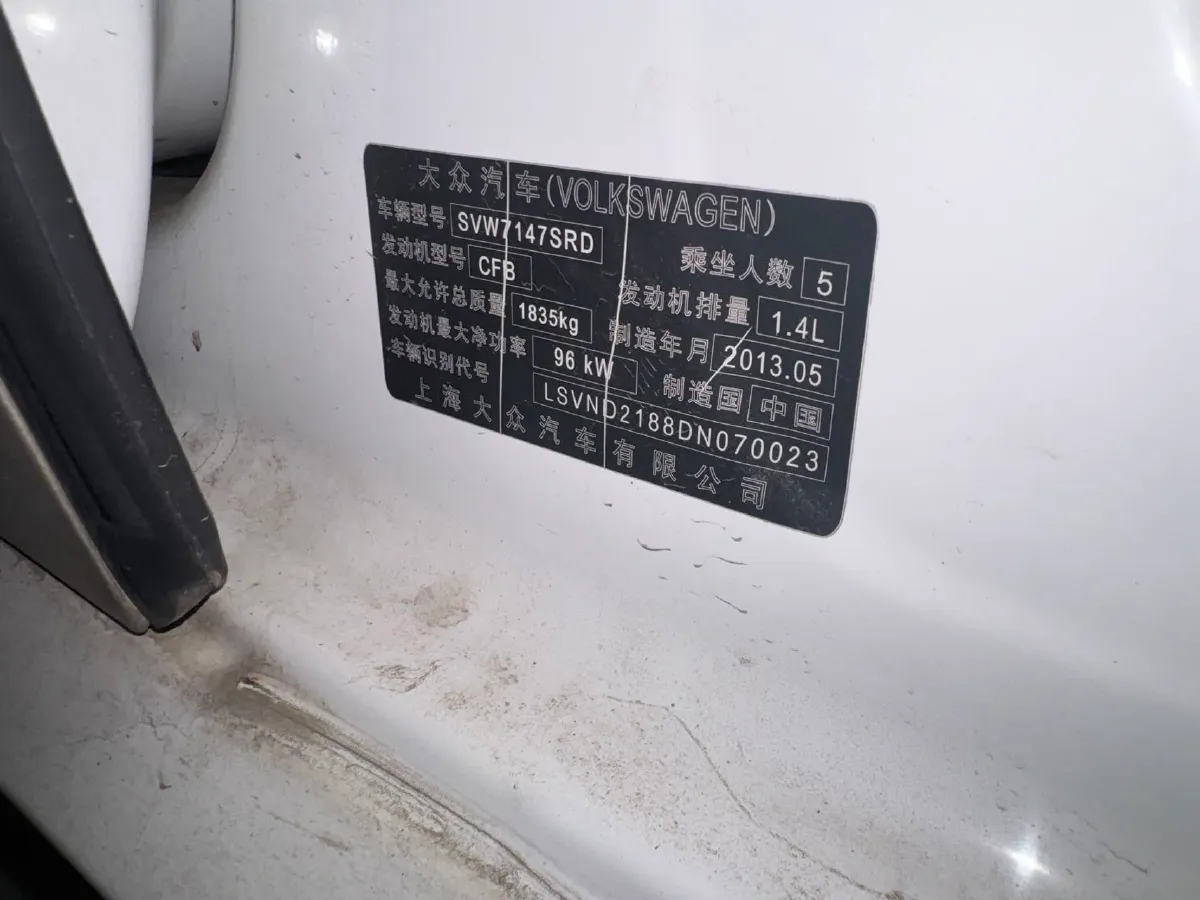 大众汽车(VOLKSWAGEN)
车辆型号 SVW7147SRD 乘坐人数 5
发动机型号 CFB 发动机排量 1.4L
最大允许总质量 1835kg 制造年月 2013.05
发动机最大净功率 96 kW 制造国 中国
车辆识别代号 LSVND2188DN070023
上海大众汽车有限公司